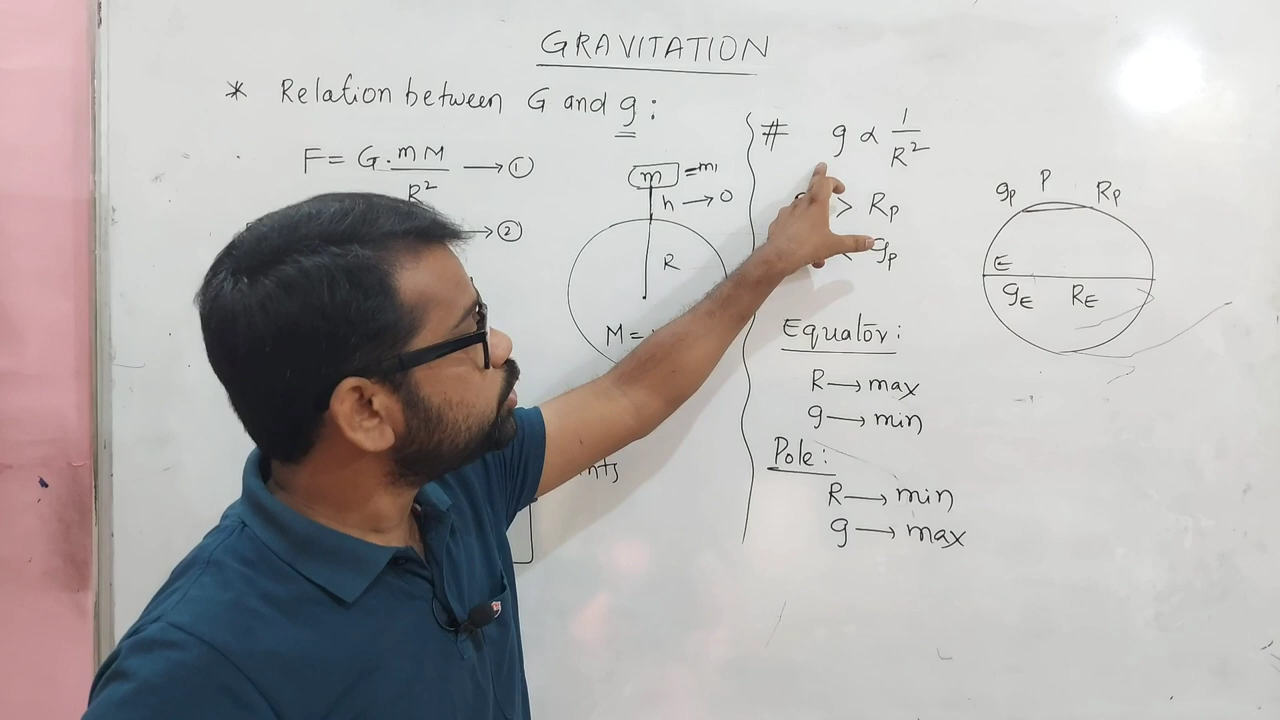 GRAVITATION
* Relation between G and g :
F = G. mM / R² → ①
→ ②
m = m₁
h → 0
R
M =
# g ∝ 1 / R²
> Rp
< gp
gp P Rp
E
gE RE
Equator :
R → max
g → min
Pole :
R → min
g → max